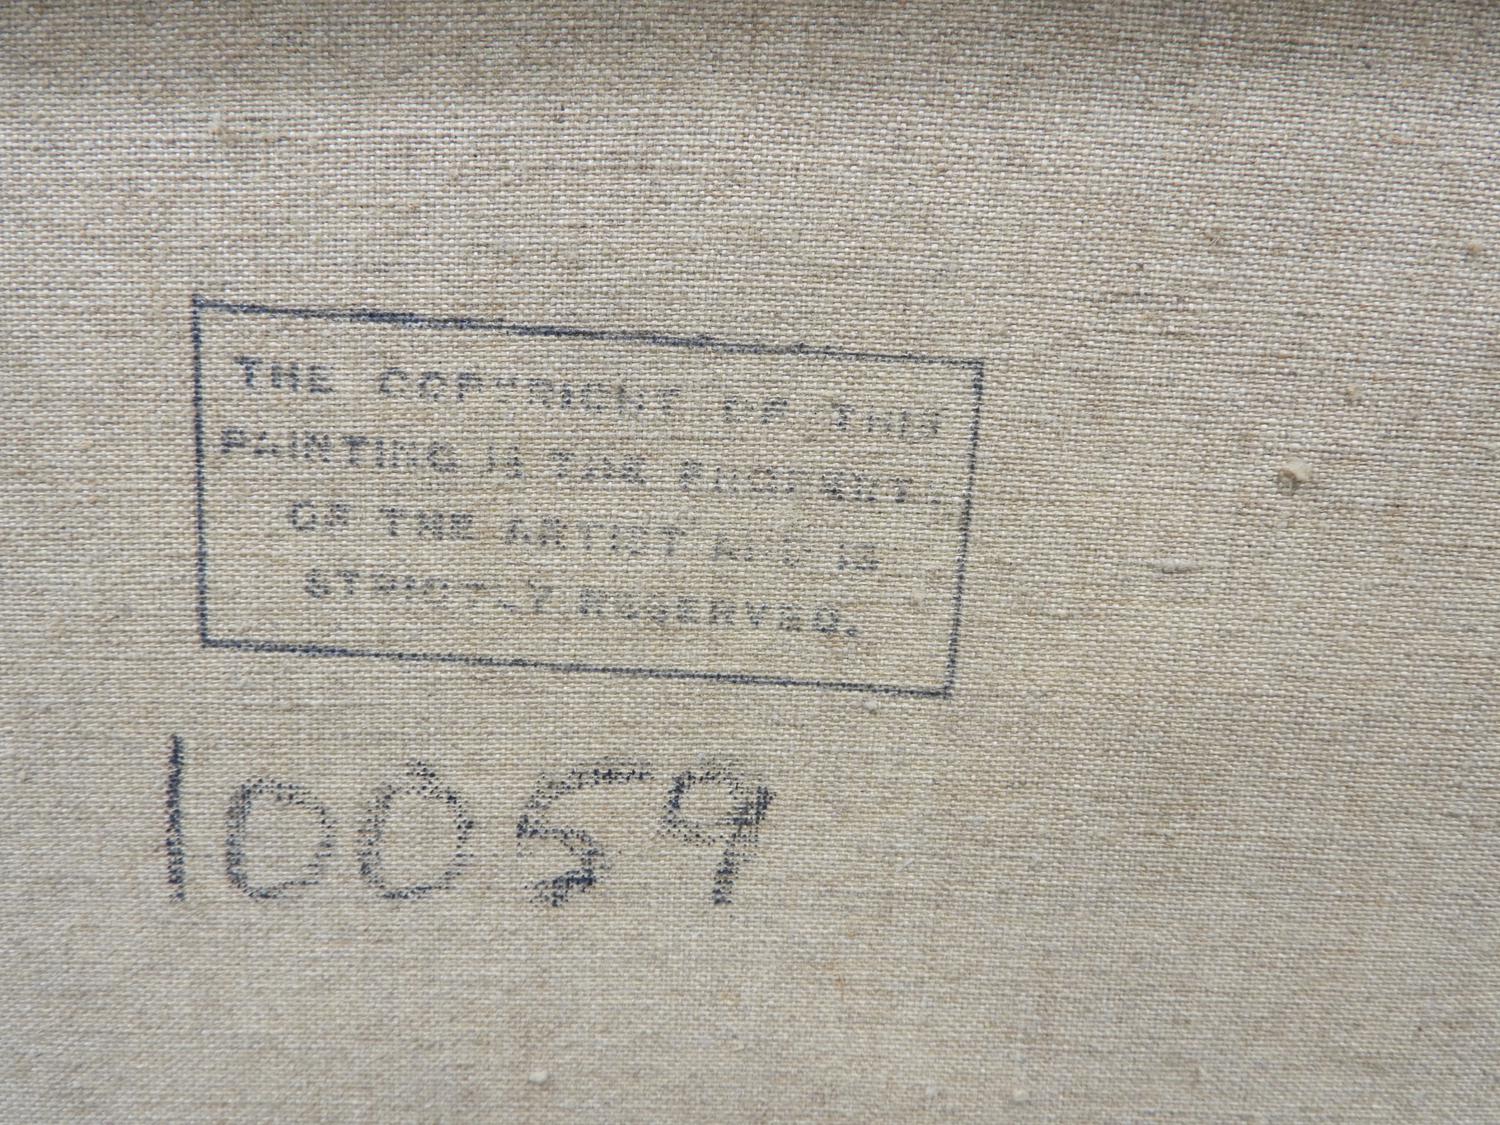 THE COPYRIGHT OF THIS
PAINTING IS THE PROPERTY
OF THE ARTIST AND IS
STRICTLY RESERVED.
10059